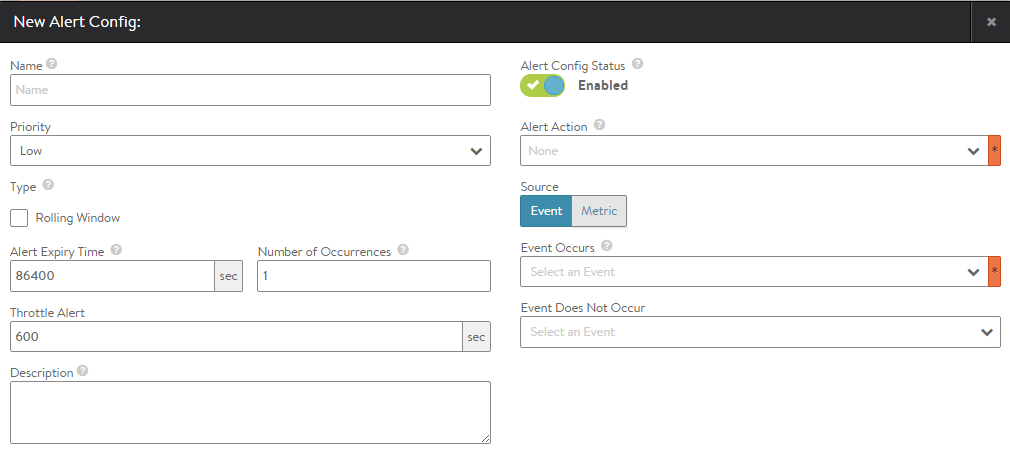 New Alert Config:
Name
Name
Priority
Low
Type
Rolling Window
Alert Expiry Time
86400 sec
Number of Occurrences
1
Throttle Alert
600 sec
Description
Alert Config Status
Enabled
Alert Action
None *
Source
Event Metric
Event Occurs
Select an Event *
Event Does Not Occur
Select an Event